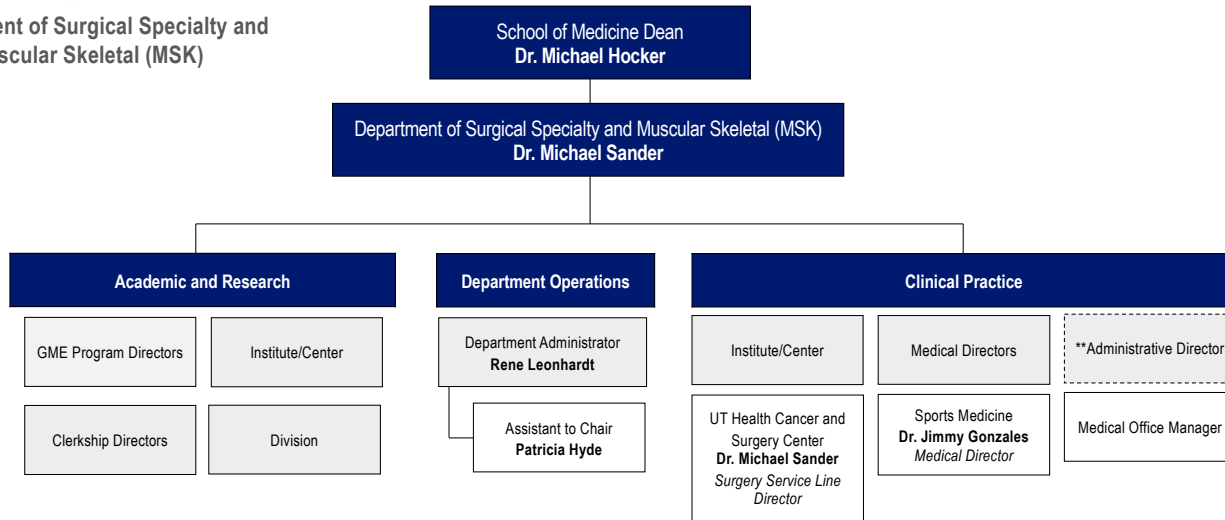 ent of Surgical Specialty and
scular Skeletal (MSK)
School of Medicine Dean
Dr. Michael Hocker
Department of Surgical Specialty and Muscular Skeletal (MSK)
Dr. Michael Sander
Academic and Research
GME Program Directors
Institute/Center
Clerkship Directors
Division
Department Operations
Department Administrator
Rene Leonhardt
Assistant to Chair
Patricia Hyde
Clinical Practice
Institute/Center
Medical Directors
**Administrative Director
UT Health Cancer and
Surgery Center
Dr. Michael Sander
Surgery Service Line
Director
Sports Medicine
Dr. Jimmy Gonzales
Medical Director
Medical Office Manager